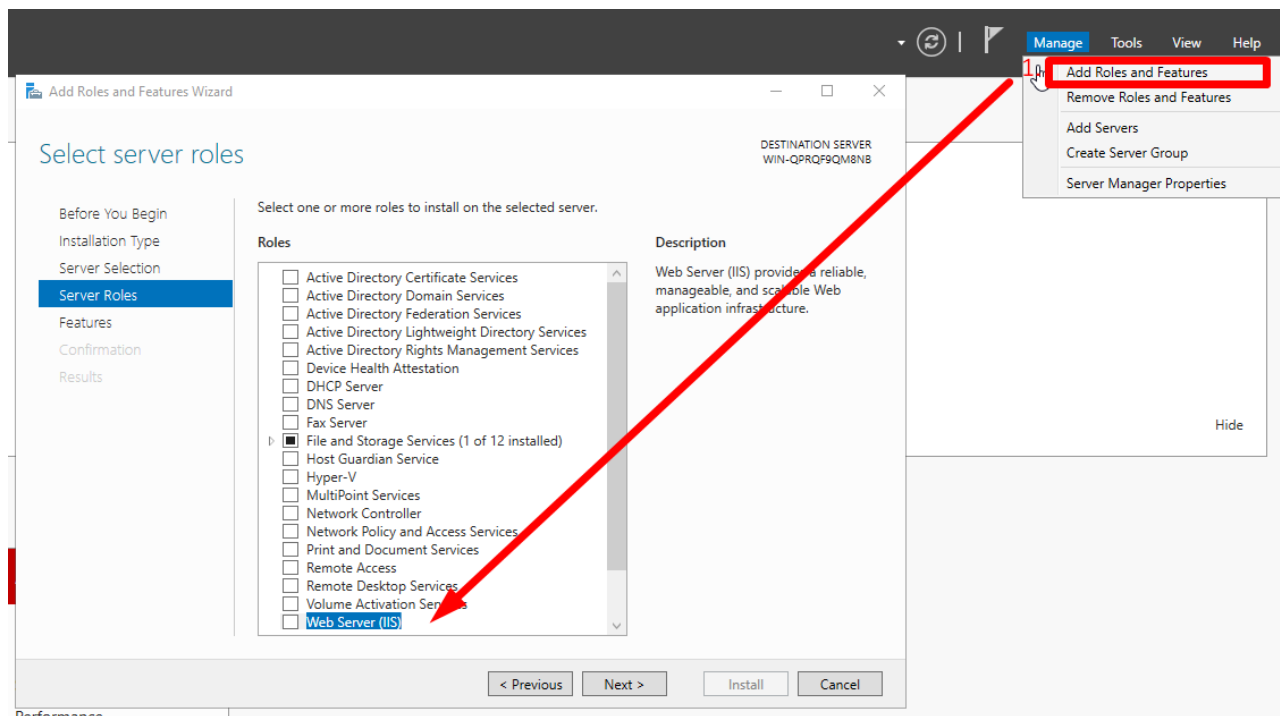 Manage Tools View Help
1
Add Roles and Features
Remove Roles and Features
Add Servers
Create Server Group
Server Manager Properties
Add Roles and Features Wizard
Select server roles
DESTINATION SERVER
WIN-QPRQF9QM8NB
Before You Begin
Installation Type
Server Selection
Server Roles
Features
Confirmation
Results
Select one or more roles to install on the selected server.
Roles
Active Directory Certificate Services
Active Directory Domain Services
Active Directory Federation Services
Active Directory Lightweight Directory Services
Active Directory Rights Management Services
Device Health Attestation
DHCP Server
DNS Server
Fax Server
File and Storage Services (1 of 12 installed)
Host Guardian Service
Hyper-V
MultiPoint Services
Network Controller
Network Policy and Access Services
Print and Document Services
Remote Access
Remote Desktop Services
Volume Activation Services
Web Server (IIS)
Description
Web Server (IIS) provides a reliable,
manageable, and scalable Web
application infrastructure.
Hide
< Previous Next > Install Cancel
Performance